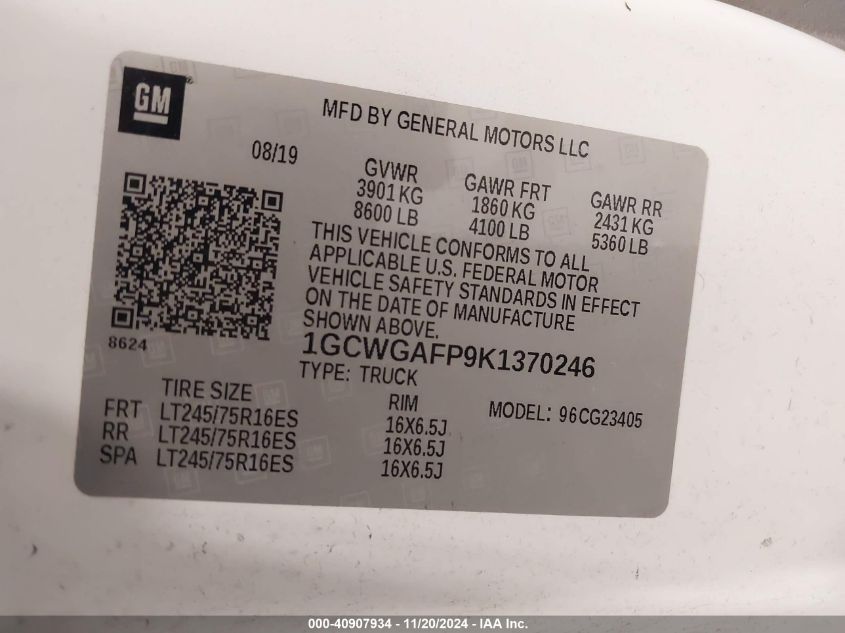 GM
MFD BY GENERAL MOTORS LLC
08/19
GVWR
3901 KG
8600 LB
GAWR FRT
1860 KG
4100 LB
GAWR RR
2431 KG
5360 LB
THIS VEHICLE CONFORMS TO ALL
APPLICABLE U.S. FEDERAL MOTOR
VEHICLE SAFETY STANDARDS IN EFFECT
ON THE DATE OF MANUFACTURE
SHOWN ABOVE.
8624
1GCWGAFP9K1370246
TYPE: TRUCK
MODEL: 96CG23405
TIRE SIZE RIM
FRT LT245/75R16ES 16X6.5J
RR LT245/75R16ES 16X6.5J
SPA LT245/75R16ES 16X6.5J
000-40907934 - 11/20/2024 - IAA Inc.